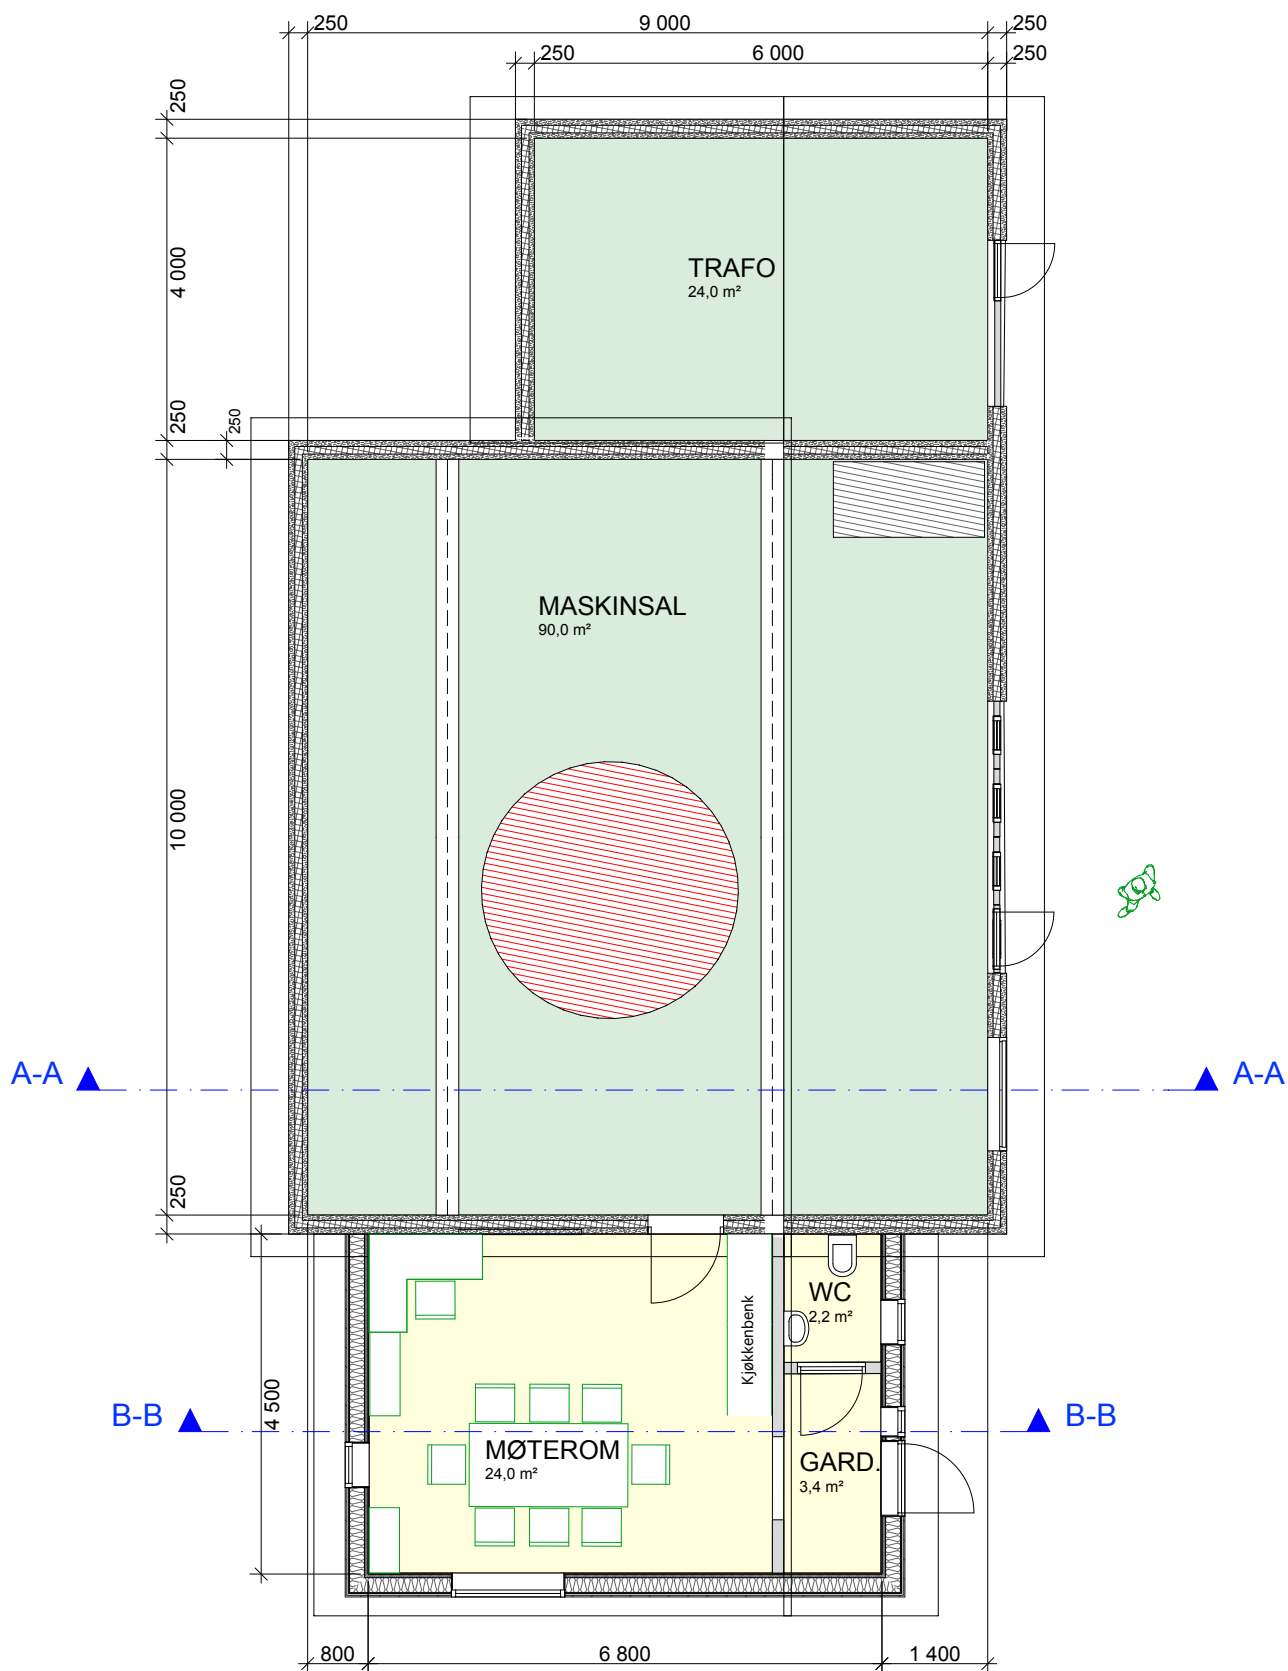 250
9 000
250
250
6 000
250
250
4 000
250
250
10 000
250
TRAFO
24,0 m²
MASKINSAL
90,0 m²
A-A
A-A
WC
2,2 m²
Kjøkkenbenk
4 500
B-B
B-B
MØTEROM
24,0 m²
GARD.
3,4 m²
800
6 800
1 400